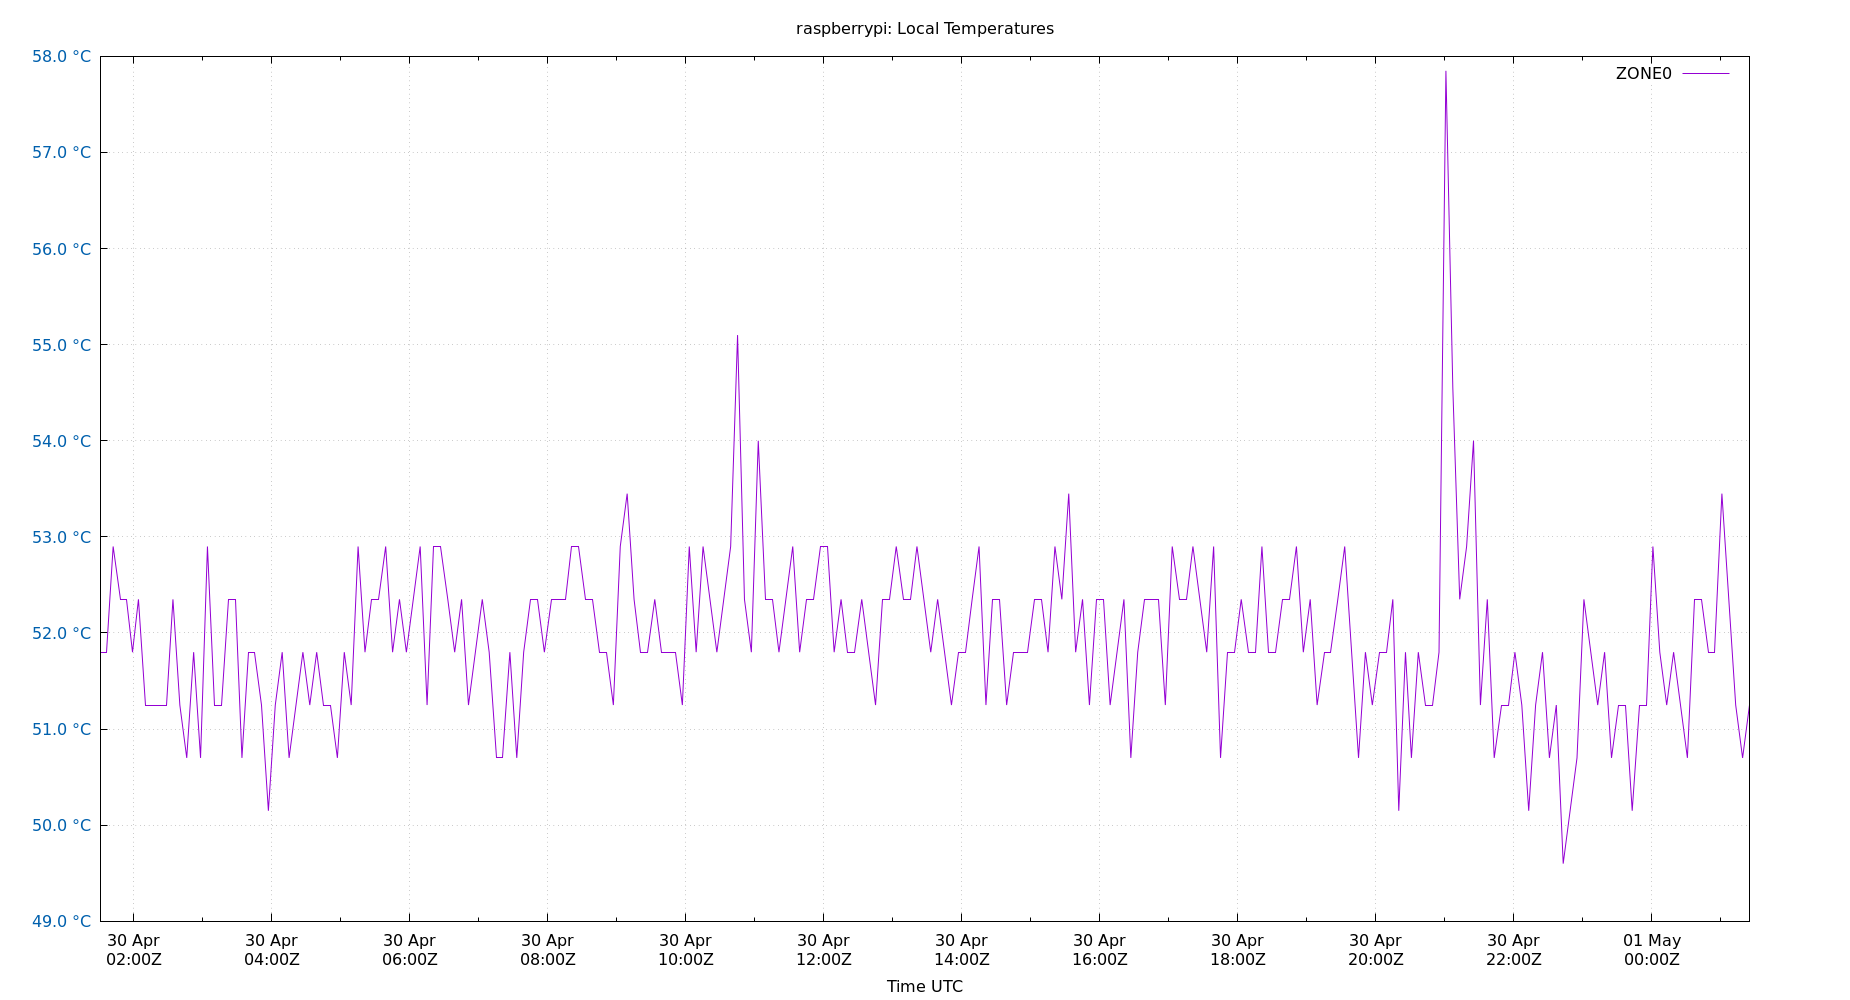 raspberrypi: Local Temperatures
58.0 °C
57.0 °C
56.0 °C
55.0 °C
54.0 °C
53.0 °C
52.0 °C
51.0 °C
50.0 °C
49.0 °C
ZONE0
30 Apr 30 Apr 30 Apr 30 Apr 30 Apr 30 Apr 30 Apr 30 Apr 30 Apr 30 Apr 30 Apr 01 May
02:00Z 04:00Z 06:00Z 08:00Z 10:00Z 12:00Z 14:00Z 16:00Z 18:00Z 20:00Z 22:00Z 00:00Z
Time UTC